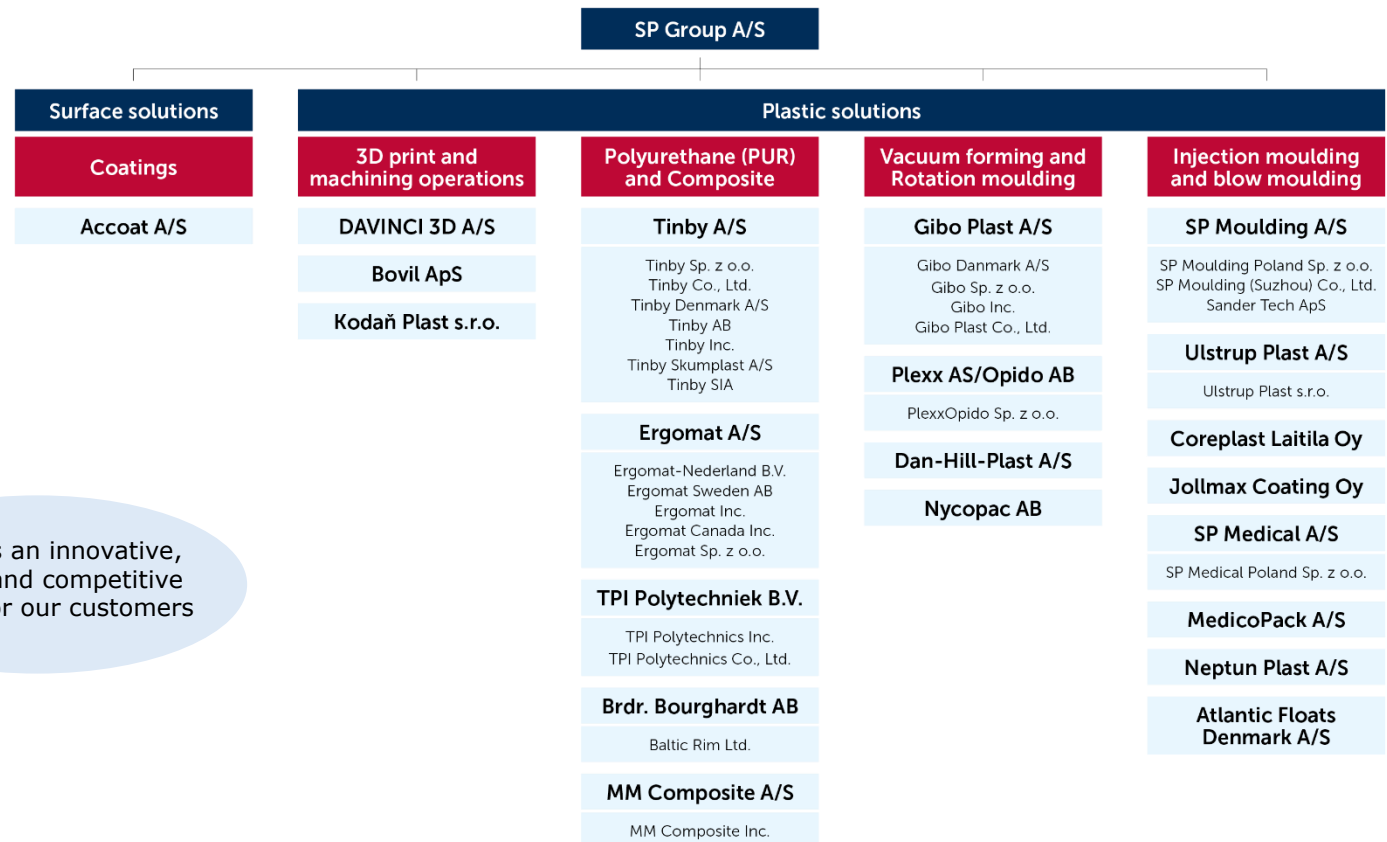 SP Group A/S
Surface solutions
Plastic solutions
Coatings
Accoat A/S
3D print and
machining operations
DAVINCI 3D A/S
Bovil ApS
Kodaň Plast s.r.o.
Polyurethane (PUR)
and Composite
Tinby A/S
Tinby Sp. z o.o.
Tinby Co., Ltd.
Tinby Denmark A/S
Tinby AB
Tinby Inc.
Tinby Skumplast A/S
Tinby SIA
Ergomat A/S
Ergomat-Nederland B.V.
Ergomat Sweden AB
Ergomat Inc.
Ergomat Canada Inc.
Ergomat Sp. z o.o.
TPI Polytechniek B.V.
TPI Polytechnics Inc.
TPI Polytechnics Co., Ltd.
Brdr. Bourghardt AB
Baltic Rim Ltd.
MM Composite A/S
MM Composite Inc.
Vacuum forming and
Rotation moulding
Gibo Plast A/S
Gibo Danmark A/S
Gibo Sp. z o.o.
Gibo Inc.
Gibo Plast Co., Ltd.
Plexx AS/Opido AB
PlexxOpido Sp. z o.o.
Dan-Hill-Plast A/S
Nycopac AB
Injection moulding
and blow moulding
SP Moulding A/S
SP Moulding Poland Sp. z o.o.
SP Moulding (Suzhou) Co., Ltd.
Sander Tech ApS
Ulstrup Plast A/S
Ulstrup Plast s.r.o.
Coreplast Laitila Oy
Jollmax Coating Oy
SP Medical A/S
SP Medical Poland Sp. z o.o.
MedicoPack A/S
Neptun Plast A/S
Atlantic Floats
Denmark A/S
an innovative,
and competitive
our customers